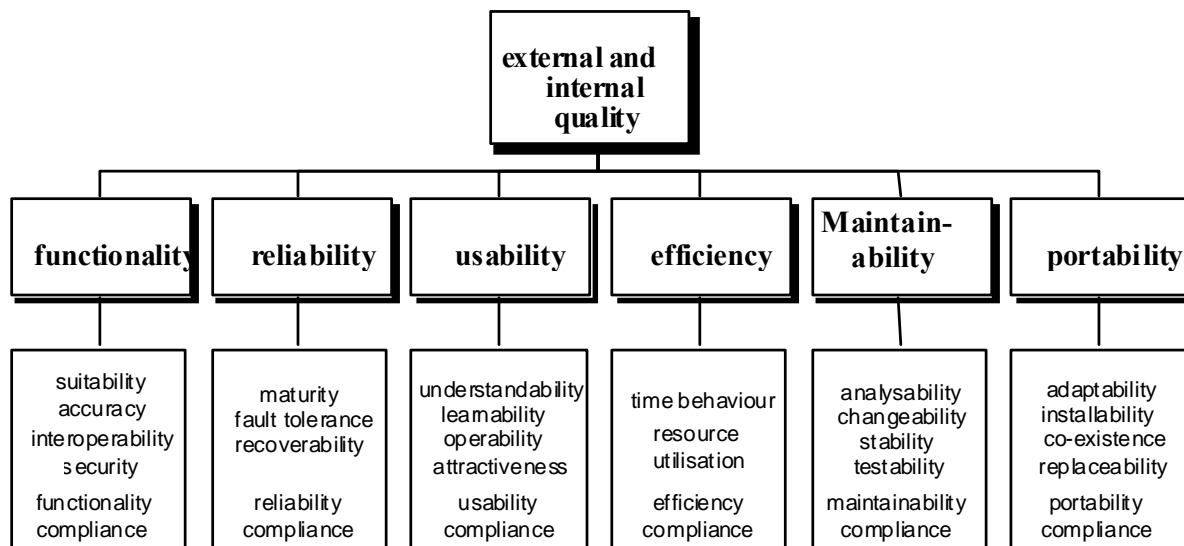 external and
internal
quality
functionality
reliability
usability
efficiency
Maintain-
ability
portability
suitability
accuracy
interoperability
security
functionality
compliance
maturity
fault tolerance
recoverability
reliability
compliance
understandability
learnability
operability
attractiveness
usability
compliance
time behaviour
resource
utilisation
efficiency
compliance
analysability
changeability
stability
testability
maintainability
compliance
adaptability
installability
co-existence
replaceability
portability
compliance